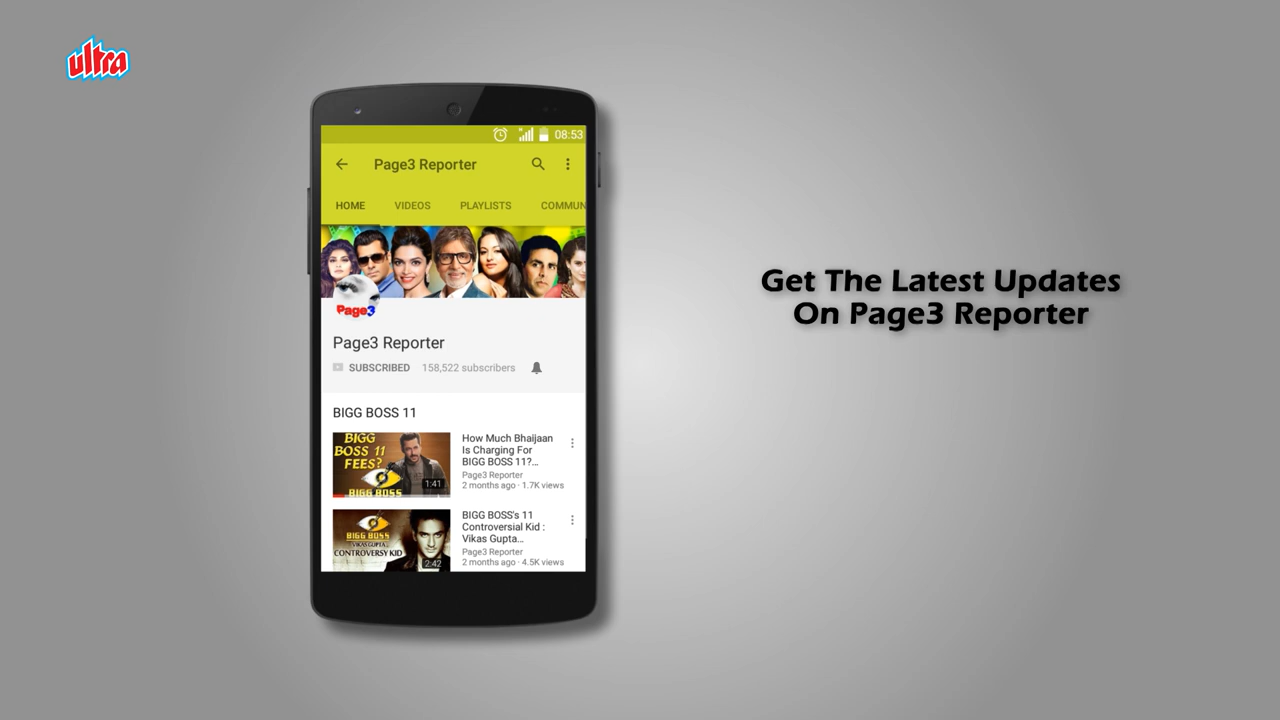 ultra
08:53
Page3 Reporter
HOME VIDEOS PLAYLISTS COMMUN
Page3
Page3 Reporter
SUBSCRIBED 158,522 subscribers
BIGG BOSS 11
BIGG
BOSS 11
FEES?
BIGG BOSS
1:41
How Much Bhaijaan
Is Charging For
BIGG BOSS 11?...
Page3 Reporter
2 months ago · 1.7K views
BIGG BOSS
VIKAS GUPTA
CONTROVERSY KID
2:42
BIGG BOSS's 11
Controversial Kid :
Vikas Gupta...
Page3 Reporter
2 months ago · 4.5K views
Get The Latest Updates
On Page3 Reporter